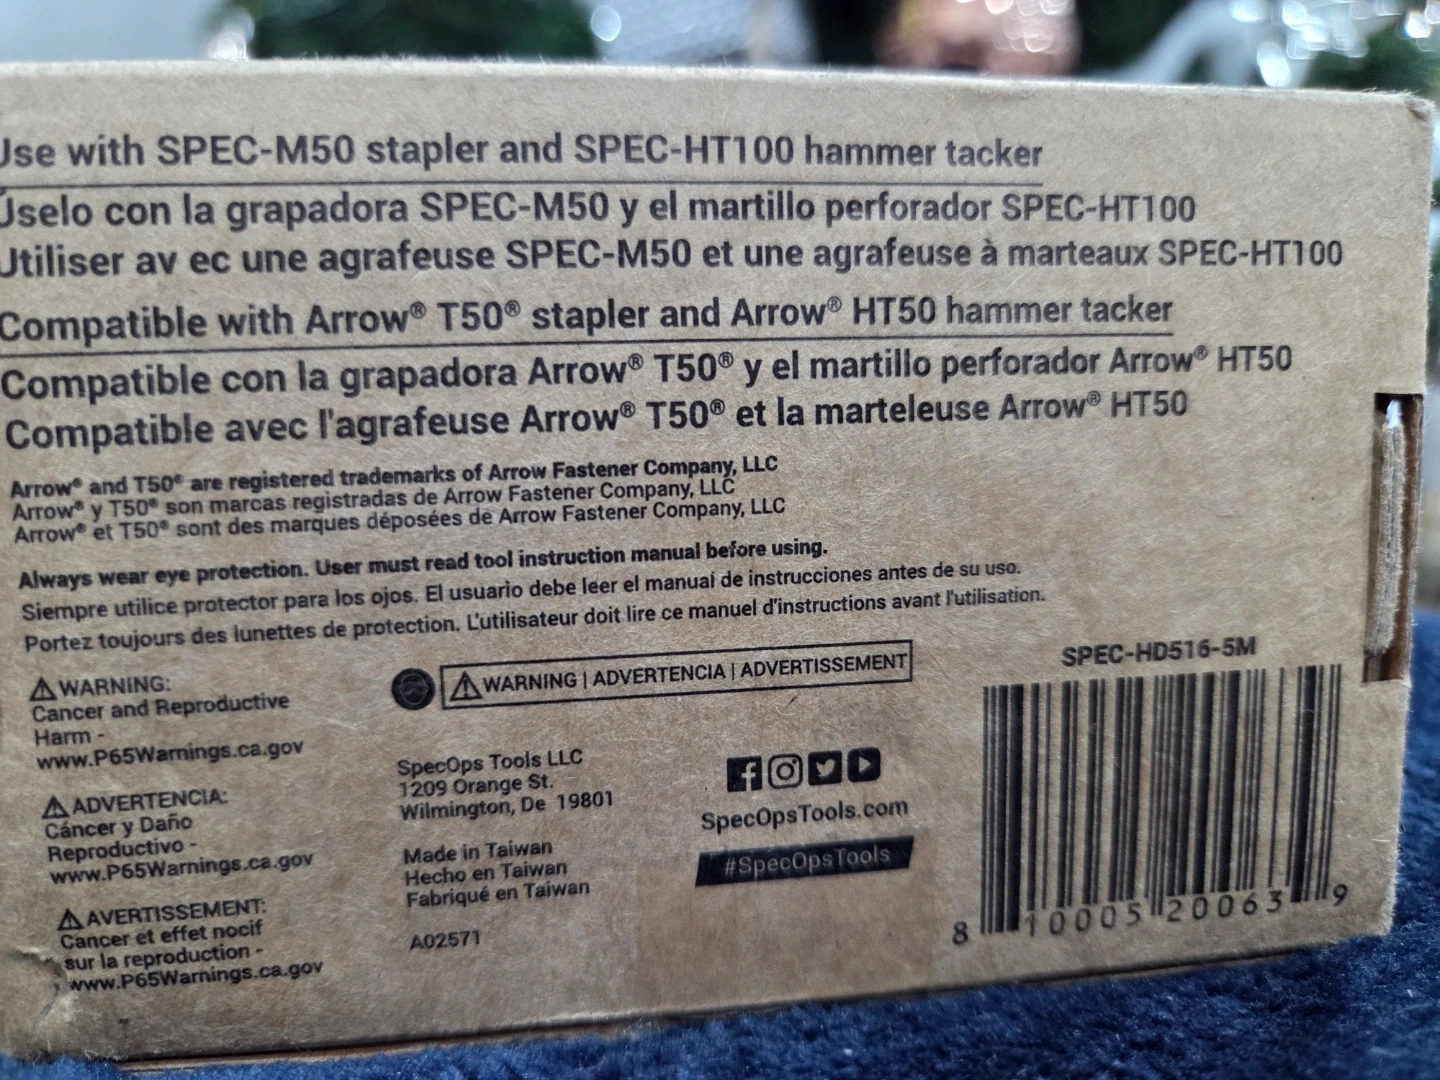 Use with SPEC-M50 stapler and SPEC-HT100 hammer tacker
Úselo con la grapadora SPEC-M50 y el martillo perforador SPEC-HT100
Utiliser av ec une agrafeuse SPEC-M50 et une agrafeuse à marteaux SPEC-HT100
Compatible with Arrow® T50® stapler and Arrow® HT50 hammer tacker
Compatible con la grapadora Arrow® T50® y el martillo perforador Arrow® HT50
Compatible avec l'agrafeuse Arrow® T50® et la marteleuse Arrow® HT50
Arrow® and T50® are registered trademarks of Arrow Fastener Company, LLC
Arrow® y T50® son marcas registradas de Arrow Fastener Company, LLC
Arrow® et T50® sont des marques déposées de Arrow Fastener Company, LLC
Always wear eye protection. User must read tool instruction manual before using.
Siempre utilice protector para los ojos. El usuario debe leer el manual de instrucciones antes de su uso.
Portez toujours des lunettes de protection. L'utilisateur doit lire ce manuel d'instructions avant l'utilisation.
⚠ WARNING:
Cancer and Reproductive
Harm -
www.P65Warnings.ca.gov
⚠ ADVERTENCIA:
Cáncer y Daño
Reproductivo -
www.P65Warnings.ca.gov
⚠ AVERTISSEMENT:
Cancer et effet nocif
sur la reproduction -
www.P65Warnings.ca.gov
⚠ WARNING | ADVERTENCIA | ADVERTISSEMENT
SpecOps Tools LLC
1209 Orange St.
Wilmington, De 19801
Made in Taiwan
Hecho en Taiwan
Fabriqué en Taiwan
A02571
SpecOpsTools.com
#SpecOpsTools
SPEC-HD516-5M
8 10005 20063 9